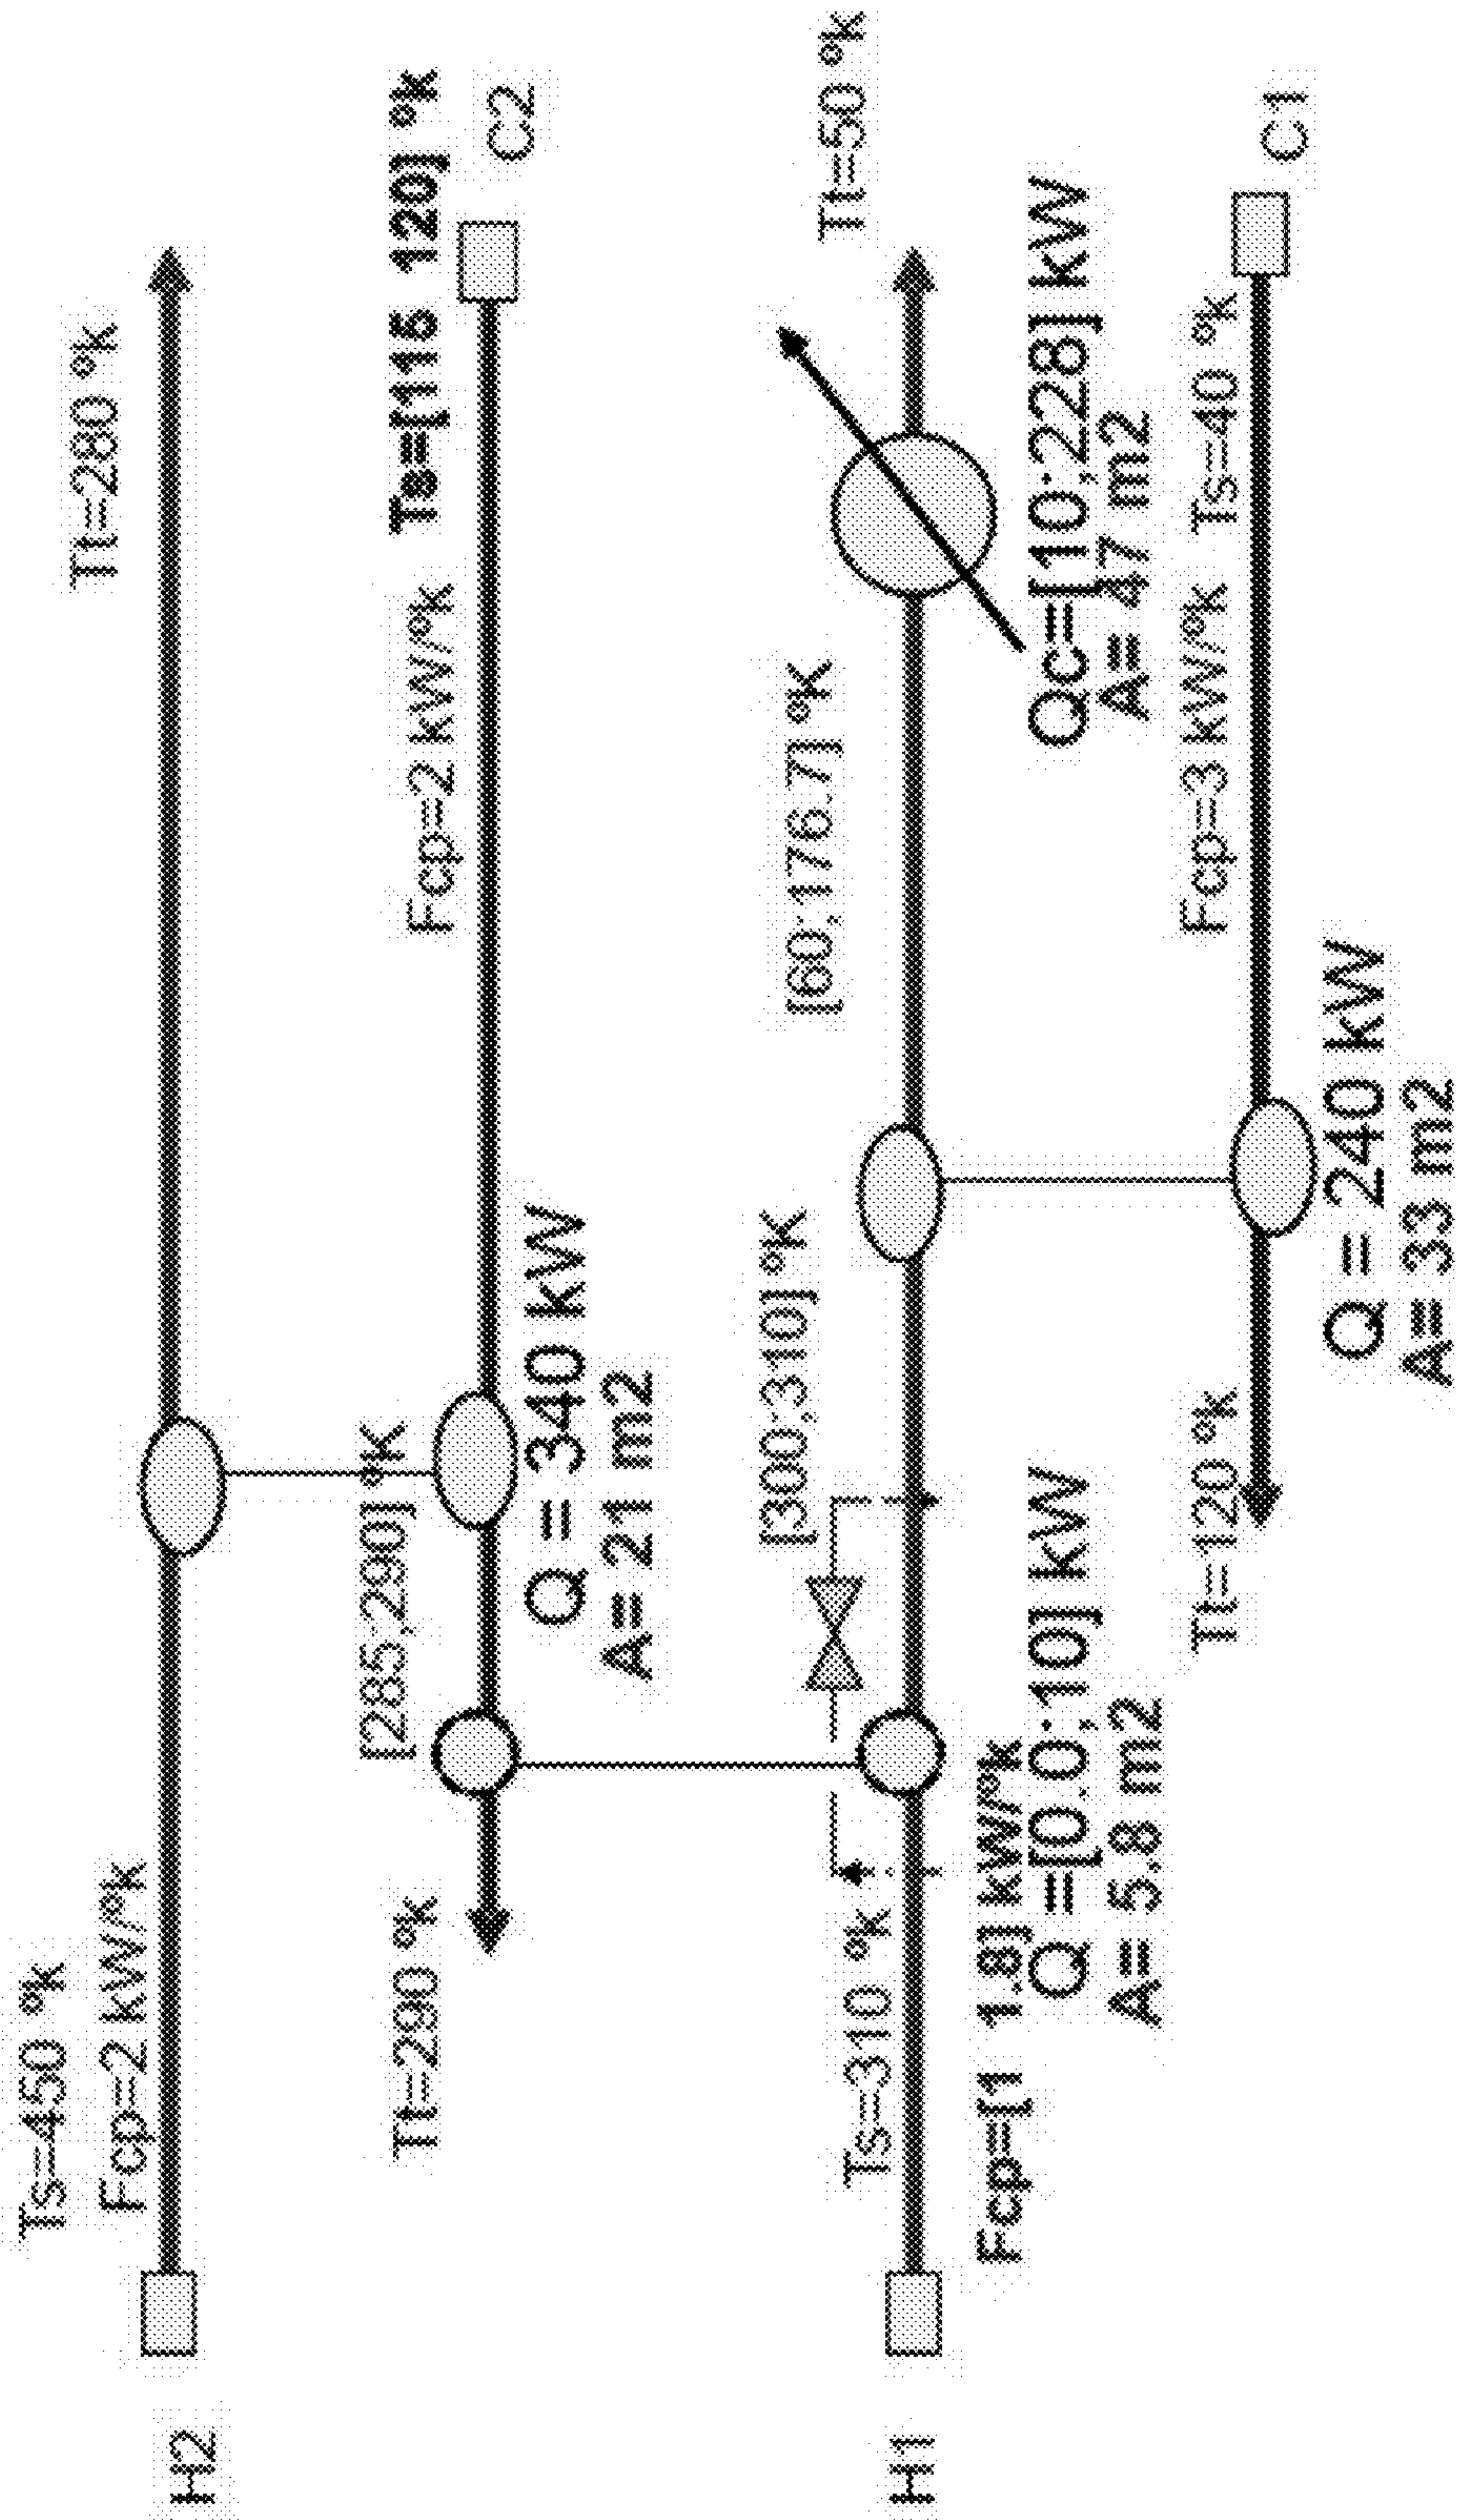 H2
Ts=450 °k
Fcp=2 kW/°k
Tt=280 °k
Tt=290 °k
[285;290] °K
Q = 340 kW
A= 21 m2
Fcp=2 kW/°k
Ts=[115 120] °k
C2
H1
Ts=310 °k
Fcp=[1 1.8] kW/°k
Q =[0.0;10] kW
A= 5.8 m2
[300;310] °K
[60;176.7] °K
Qc=[10;228] kW
A= 47 m2
Tt=50 °k
Tt=120 °k
Q = 240 kW
A= 33 m2
Fcp=3 kW/°k
Ts=40 °k
C1